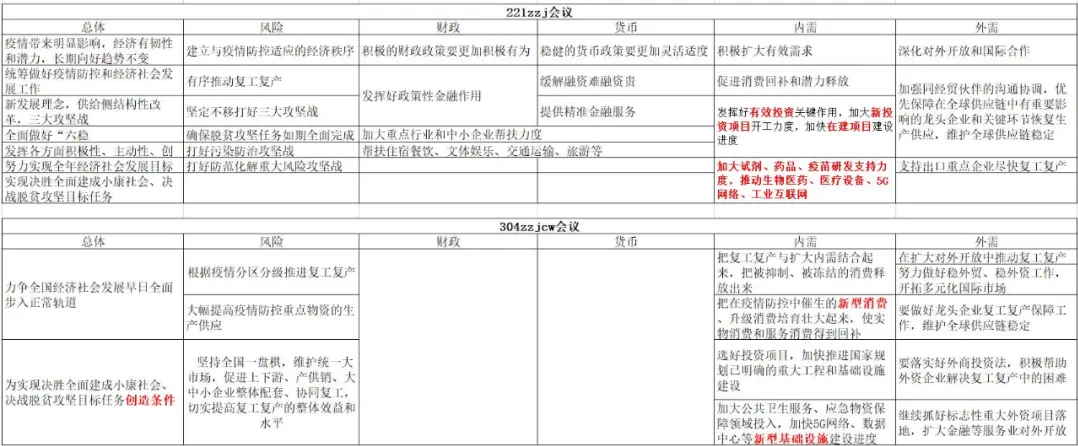 221zzj会议
总体 风险 财政 货币 内需 外需
疫情带来明显影响，经济有韧性
和潜力，长期向好趋势不变
建立与疫情防控适应的经济秩序
积极的财政政策要更加积极有为
稳健的货币政策要更加灵活适度
积极扩大有效需求
深化对外开放和国际合作
统筹做好疫情防控和经济社会发
展工作
有序推动复工复产
发挥好政策性金融作用
缓解融资难融资贵
促进消费回补和潜力释放
加强同经贸伙伴的沟通协调，优
先保障在全球供应链中有重要影
响的龙头企业和关键环节恢复生
产供应，维护全球供应链稳定
新发展理念，供给侧结构性改
革，三大攻坚战
坚定不移打好三大攻坚战
提供精准金融服务
发挥好有效投资关键作用，加大新投
资项目开工力度，加快在建项目建设
进度
全面做好“六稳
确保脱贫攻坚任务如期全面完成
加大重点行业和中小企业帮扶力度
发挥各方面积极性、主动性、创
打好污染防治攻坚战
帮扶住宿餐饮、文体娱乐、交通运输、旅游等
努力实现全年经济社会发展目标
打好防范化解重大风险攻坚战
加大试剂、药品、疫苗研发支持力
度，推动生物医药、医疗设备、5G
网络、工业互联网
支持出口重点企业尽快复工复产
实现决胜全面建成小康社会、决
战脱贫攻坚目标任务
304zzjcw会议
总体 风险 财政 货币 内需 外需
力争全国经济社会发展早日全面
步入正常轨道
根据疫情分区分级推进复工复产
把复工复产与扩大内需结合起
来，把被抑制、被冻结的消费释
放出来
在扩大对外开放中推动复工复产
努力做好稳外贸、稳外资工作，
开拓多元化国际市场
大幅提高疫情防控重点物资的生
产供应
把在疫情防控中催生的新型消费
、升级消费培育壮大起来，使实
物消费和服务消费得到回补
要做好龙头企业复工复产保障工
作，维护全球供应链稳定
为实现决胜全面建成小康社会、
决战脱贫攻坚目标任务创造条件
坚持全国一盘棋，维护统一大
市场，促进上下游、产供销、大
中小企业整体配套、协同复工，
切实提高复工复产的整体效益和
水平
选好投资项目，加快推进国家规
划已明确的重大工程和基础设施
建设
要落实好外商投资法，积极帮助
外资企业解决复工复产中的困难
加大公共卫生服务、应急物资保
障领域投入，加快5G网络、数据
中心等新型基础设施建设进度
继续抓好标志性重大外资项目落
地，扩大金融等服务业对外开放